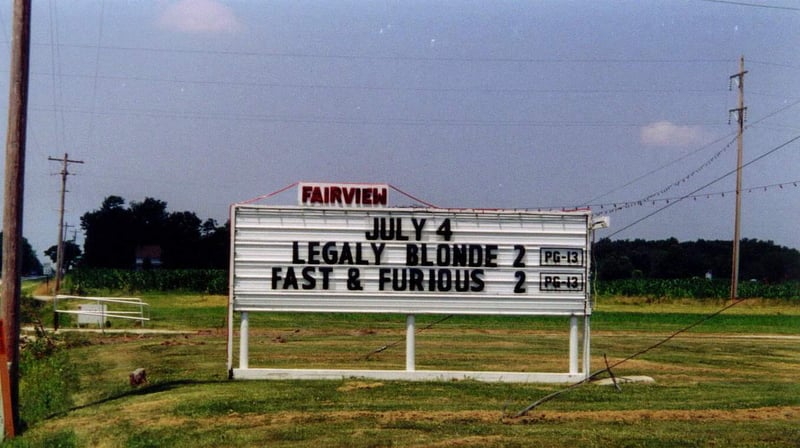 FAIRVIEW
JULY 4
LEGALY BLONDE 2 PG-13
FAST & FURIOUS 2 PG-13